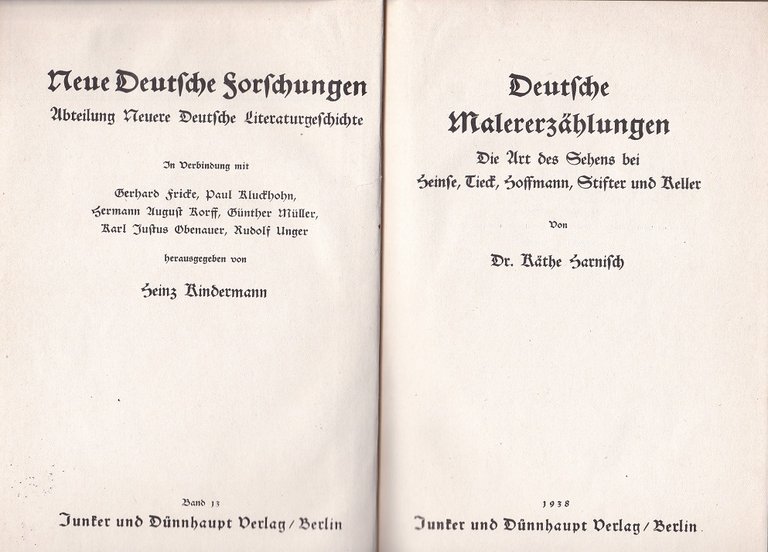 Neue Deutsche Forschungen
Abteilung Neuere Deutsche Literaturgeschichte
In Verbindung mit
Gerhard Fricke, Paul Kluckhohn,
Hermann August Korff, Günther Müller,
Karl Justus Obenauer, Rudolf Unger
herausgegeben von
Heinz Kindermann
Band 13
Junker und Dünnhaupt Verlag / Berlin
Deutsche
Malererzählungen
Die Art des Sehens bei
Heinse, Tieck, Hoffmann, Stifter und Keller
Von
Dr. Käthe Harnisch
1938
Junker und Dünnhaupt Verlag / Berlin